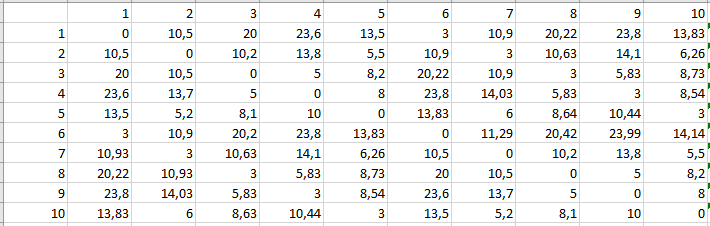 1 2 3 4 5 6 7 8 9 10
1 0 10,5 20 23,6 13,5 3 10,9 20,22 23,8 13,83
2 10,5 0 10,2 13,8 5,5 10,9 3 10,63 14,1 6,26
3 20 10,5 0 5 8,2 20,22 10,9 3 5,83 8,73
4 23,6 13,7 5 0 8 23,8 14,03 5,83 3 8,54
5 13,5 5,2 8,1 10 0 13,83 6 8,64 10,44 3
6 3 10,9 20,2 23,8 13,83 0 11,29 20,42 23,99 14,14
7 10,93 3 10,63 14,1 6,26 10,5 0 10,2 13,8 5,5
8 20,22 10,93 3 5,83 8,73 20 10,5 0 5 8,2
9 23,8 14,03 5,83 3 8,54 23,6 13,7 5 0 8
10 13,83 6 8,63 10,44 3 13,5 5,2 8,1 10 0